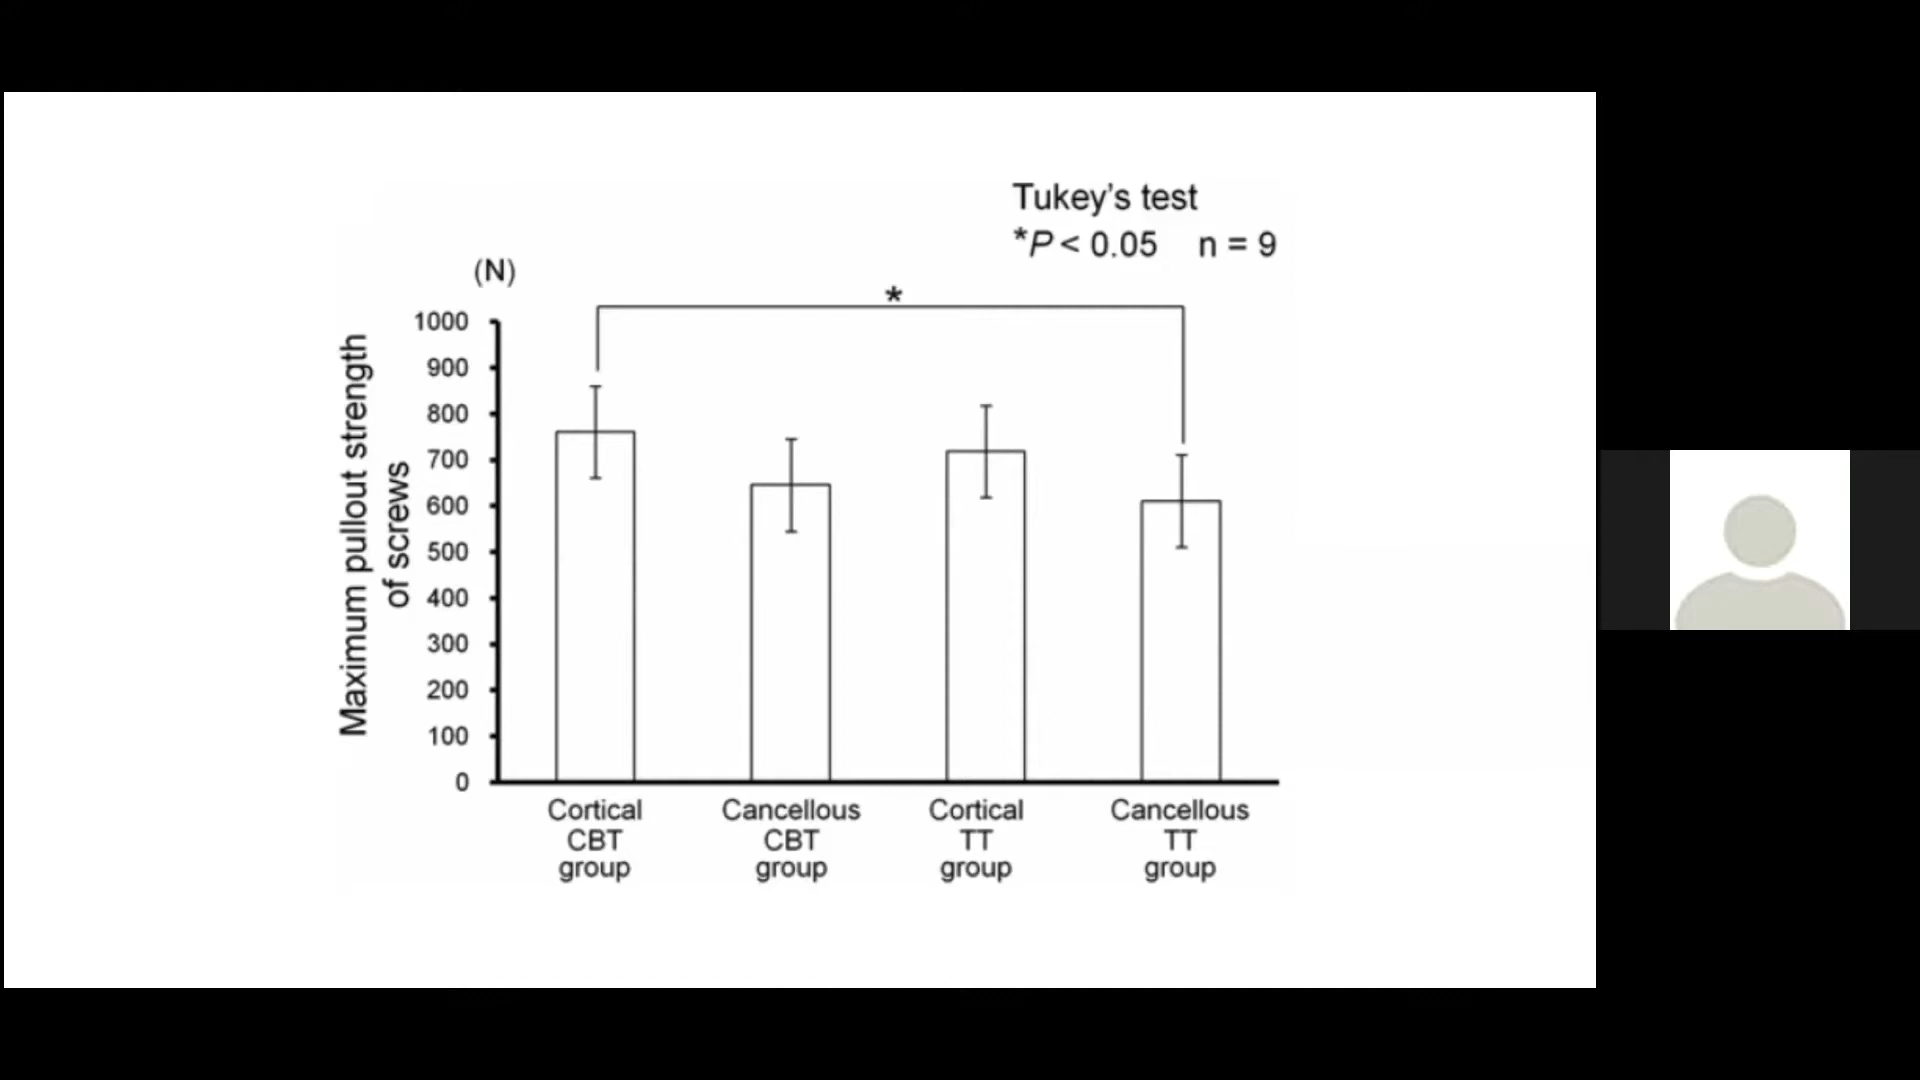 Tukey's test
*P < 0.05 n = 9
(N)
*
Maximum pullout strength
of screws
1000
900
800
700
600
500
400
300
200
100
0
Cortical
CBT
group
Cancellous
CBT
group
Cortical
TT
group
Cancellous
TT
group